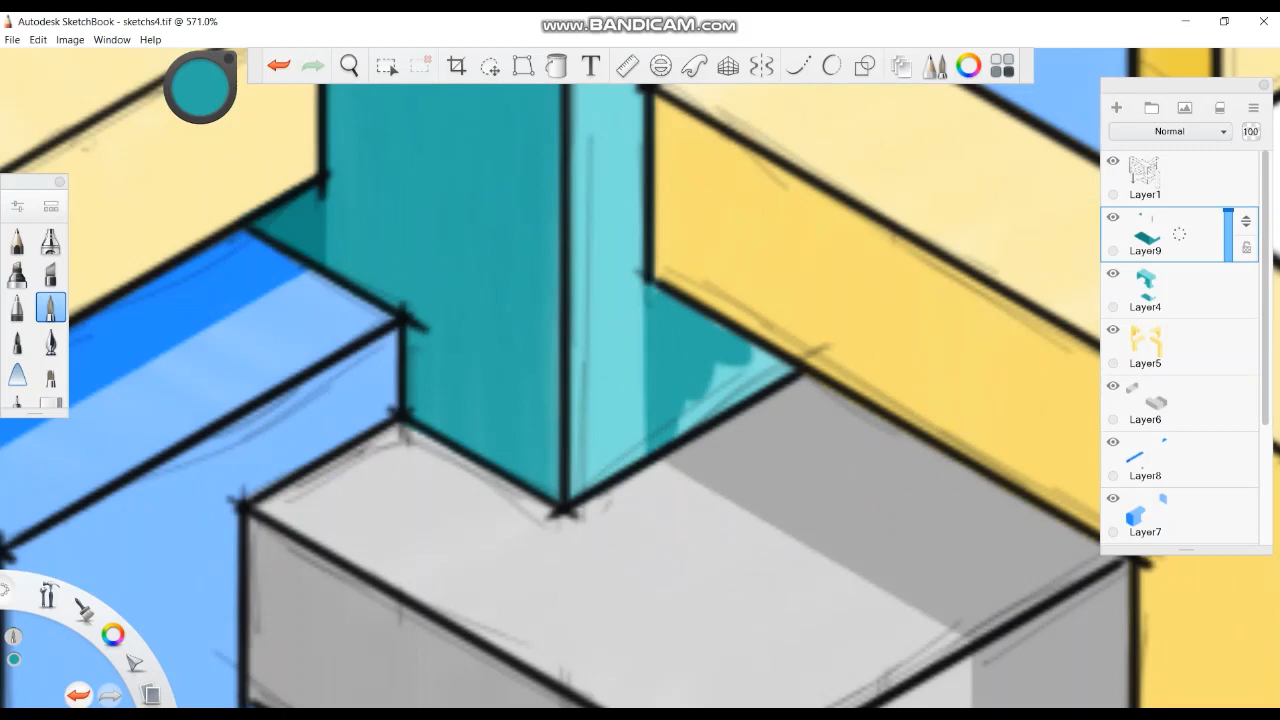 Autodesk SketchBook - sketchs4.tif @ 571.0%
www.BANDICAM.com
File Edit Image Window Help
T
Normal
100
Layer1
Layer9
Layer4
Layer5
Layer6
Layer8
Layer7